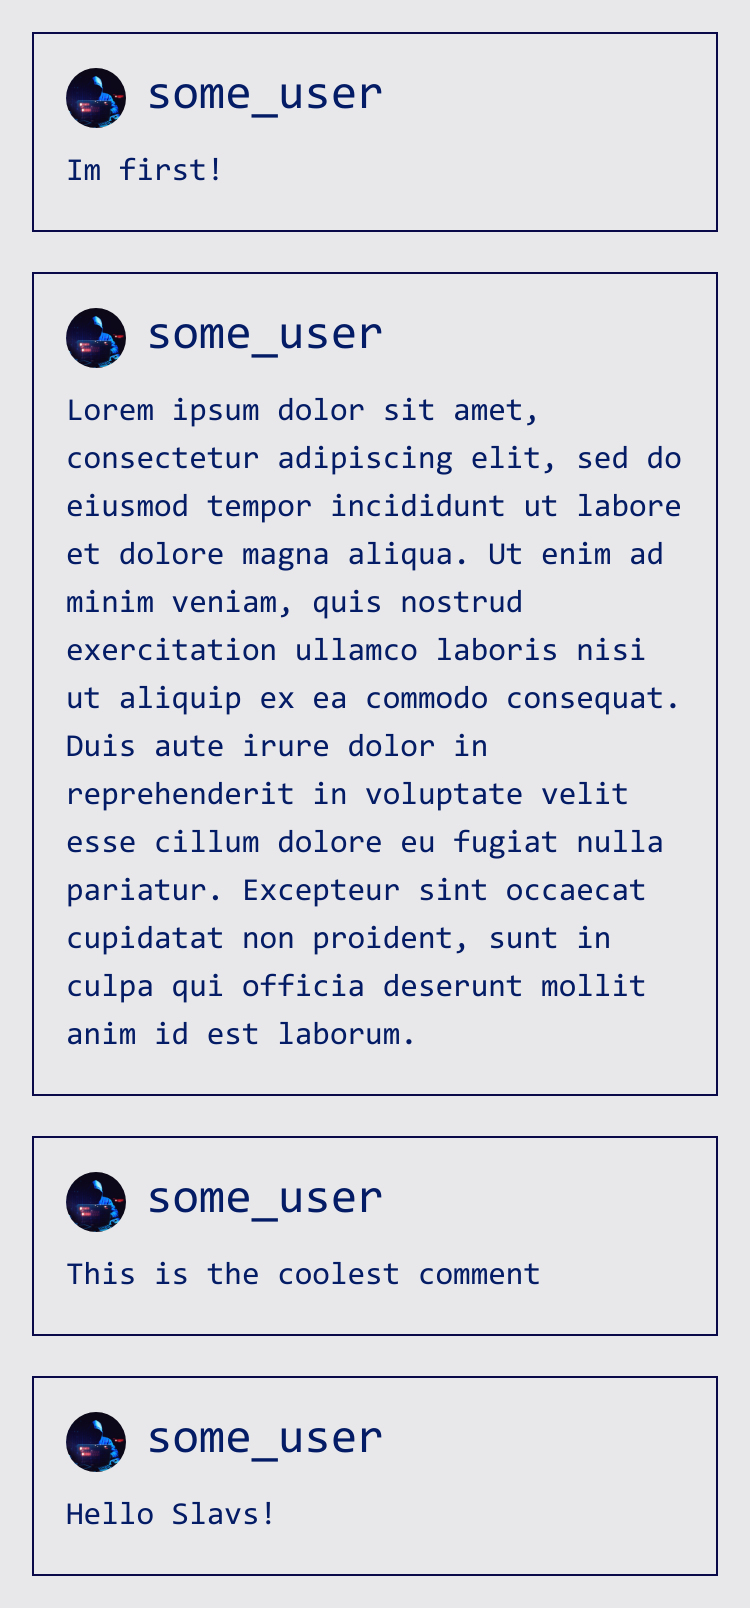 some_user
Im first!
some_user
Lorem ipsum dolor sit amet,
consectetur adipiscing elit, sed do
eiusmod tempor incididunt ut labore
et dolore magna aliqua. Ut enim ad
minim veniam, quis nostrud
exercitation ullamco laboris nisi
ut aliquip ex ea commodo consequat.
Duis aute irure dolor in
reprehenderit in voluptate velit
esse cillum dolore eu fugiat nulla
pariatur. Excepteur sint occaecat
cupidatat non proident, sunt in
culpa qui officia deserunt mollit
anim id est laborum.
some_user
This is the coolest comment
some_user
Hello Slavs!